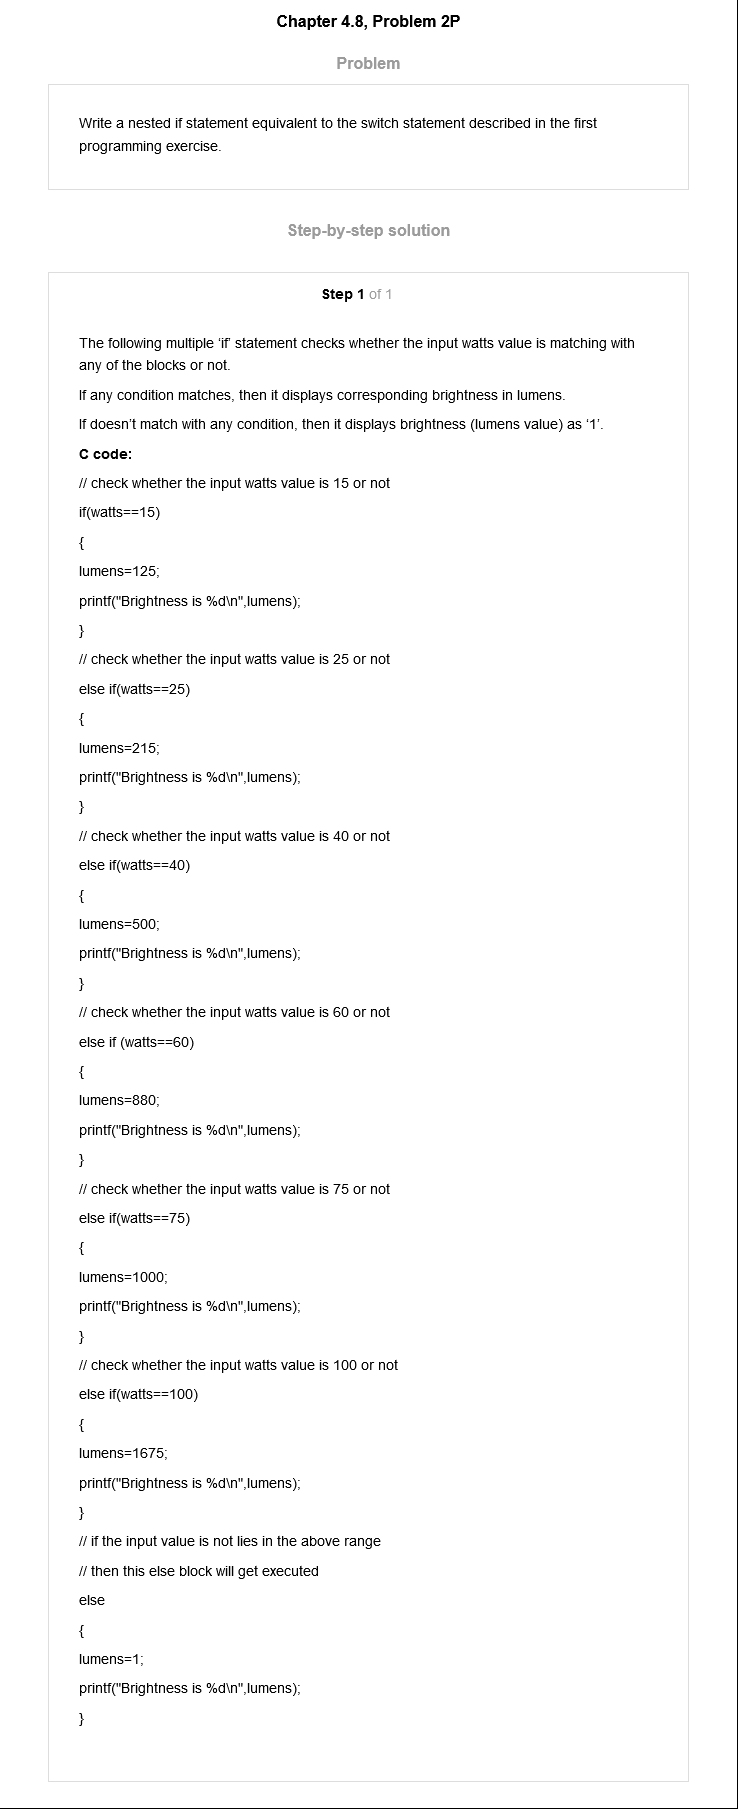 Chapter 4.8, Problem 2P
Problem
Write a nested if statement equivalent to the switch statement described in the first
programming exercise.
Step-by-step solution
Step 1 of 1
The following multiple ‘if’ statement checks whether the input watts value is matching with
any of the blocks or not.
If any condition matches, then it displays corresponding brightness in lumens.
If doesn’t match with any condition, then it displays brightness (lumens value) as ‘1’.
C code:
// check whether the input watts value is 15 or not
if(watts==15)
{
lumens=125;
printf("Brightness is %d\n",lumens);
}
// check whether the input watts value is 25 or not
else if(watts==25)
{
lumens=215;
printf("Brightness is %d\n",lumens);
}
// check whether the input watts value is 40 or not
else if(watts==40)
{
lumens=500;
printf("Brightness is %d\n",lumens);
}
// check whether the input watts value is 60 or not
else if (watts==60)
{
lumens=880;
printf("Brightness is %d\n",lumens);
}
// check whether the input watts value is 75 or not
else if(watts==75)
{
lumens=1000;
printf("Brightness is %d\n",lumens);
}
// check whether the input watts value is 100 or not
else if(watts==100)
{
lumens=1675;
printf("Brightness is %d\n",lumens);
}
// if the input value is not lies in the above range
// then this else block will get executed
else
{
lumens=1;
printf("Brightness is %d\n",lumens);
}